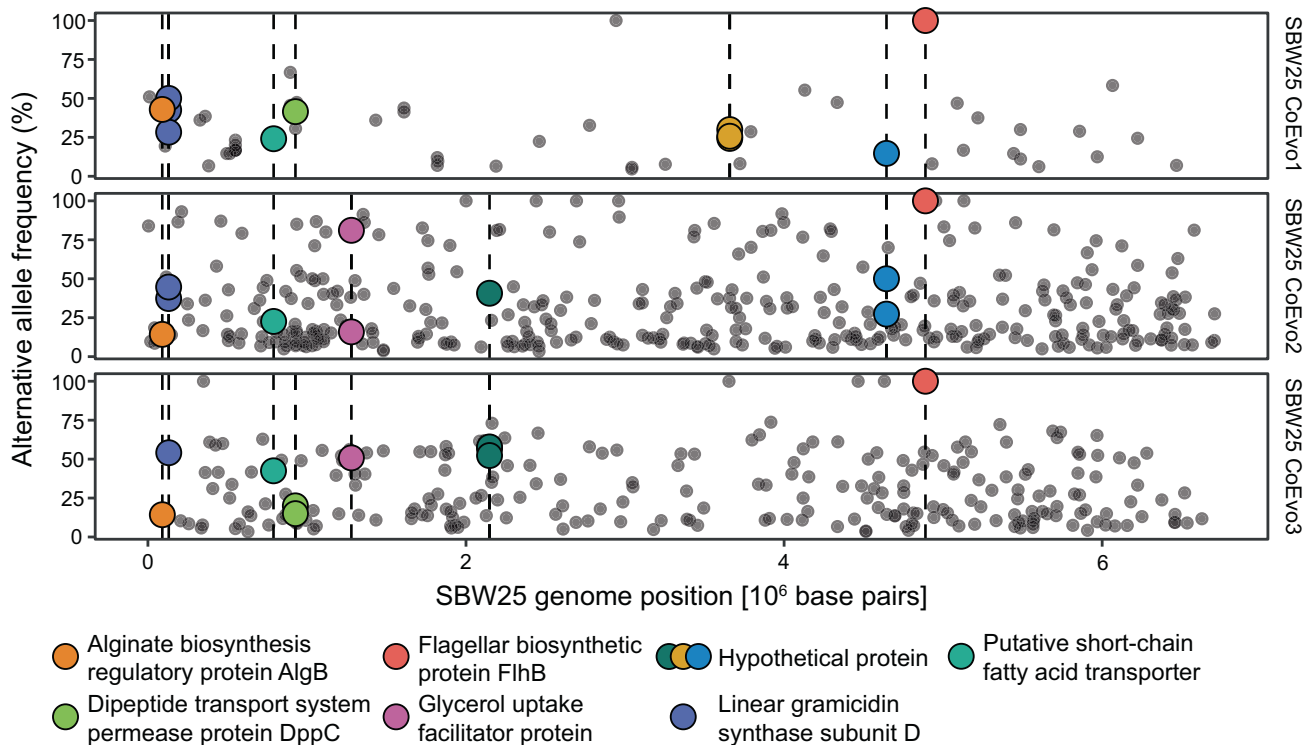 Alternative allele frequency (%)
100
75
50
25
0
SBW25 CoEvo1
100
75
50
25
0
SBW25 CoEvo2
100
75
50
25
0
SBW25 CoEvo3
0 2 4 6
SBW25 genome position [10⁶ base pairs]
Alginate biosynthesis
regulatory protein AlgB
Flagellar biosynthetic
protein FlhB
Hypothetical protein
Putative short-chain
fatty acid transporter
Dipeptide transport system
permease protein DppC
Glycerol uptake
facilitator protein
Linear gramicidin
synthase subunit D